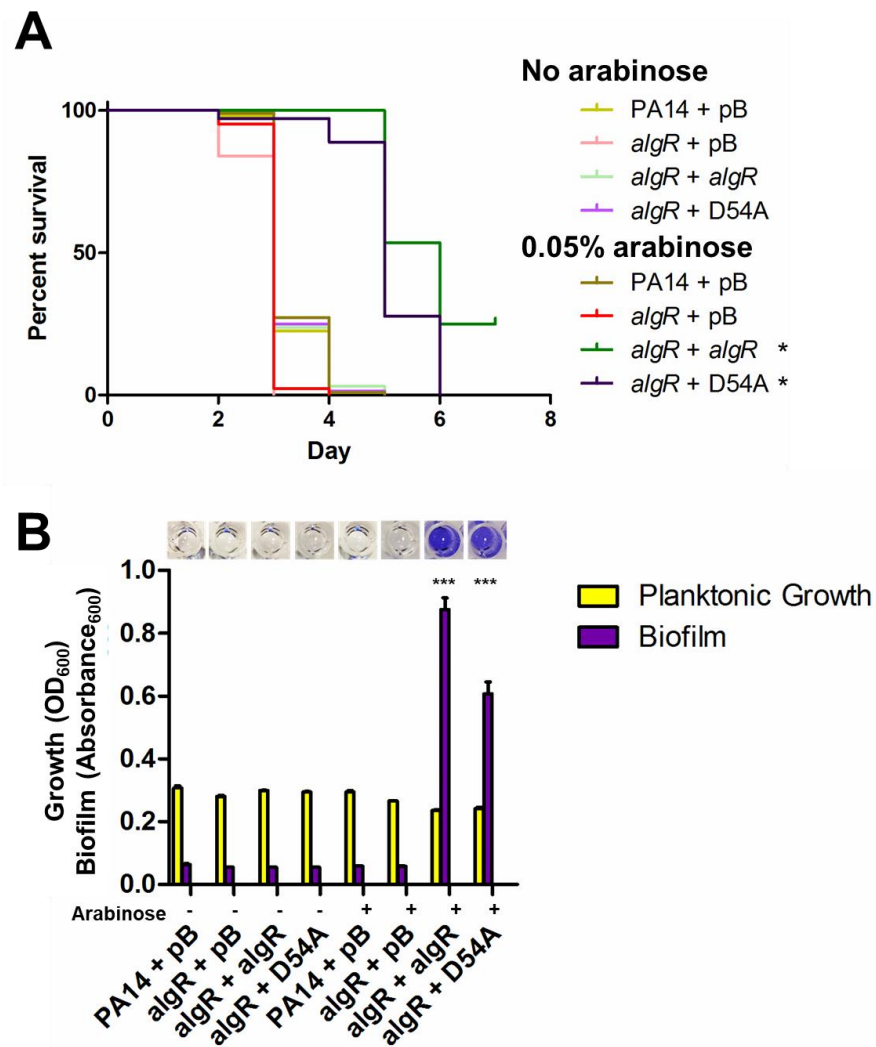 A
No arabinose
PA14 + pB
algR + pB
algR + algR
algR + D54A
0.05% arabinose
PA14 + pB
algR + pB
algR + algR *
algR + D54A *
Percent survival
100
50
0
0 2 4 6 8
Day
B
*** ***
Planktonic Growth
Biofilm
Growth (OD600)
Biofilm (Absorbance600)
1.0
0.8
0.6
0.4
0.2
0.0
Arabinose - - - - + + + +
PA14 + pB
algR + pB
algR + algR
algR + D54A
PA14 + pB
algR + pB
algR + algR
algR + D54A